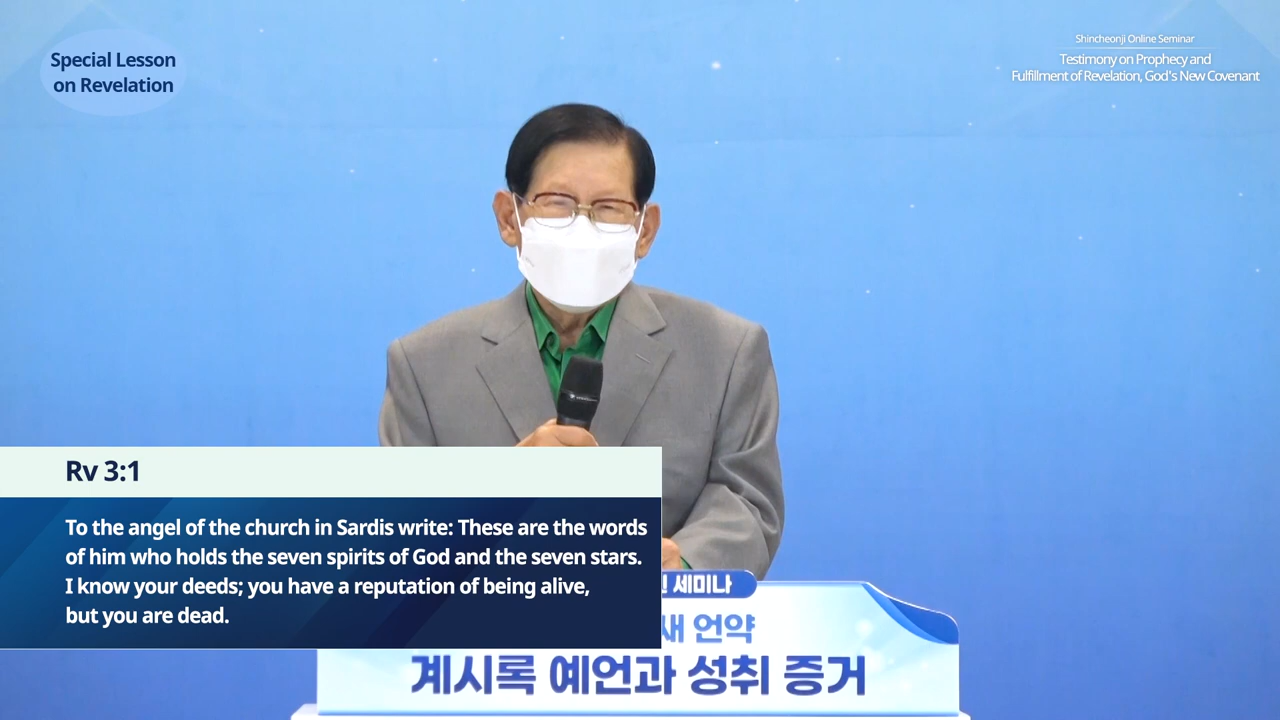 Special Lesson
on Revelation
Shincheonji Online Seminar
Testimony on Prophecy and
Fulfillment of Revelation, God's New Covenant
Rv 3:1
To the angel of the church in Sardis write: These are the words
of him who holds the seven spirits of God and the seven stars.
I know your deeds; you have a reputation of being alive,
but you are dead.
세미나
새 언약
계시록 예언과 성취 증거